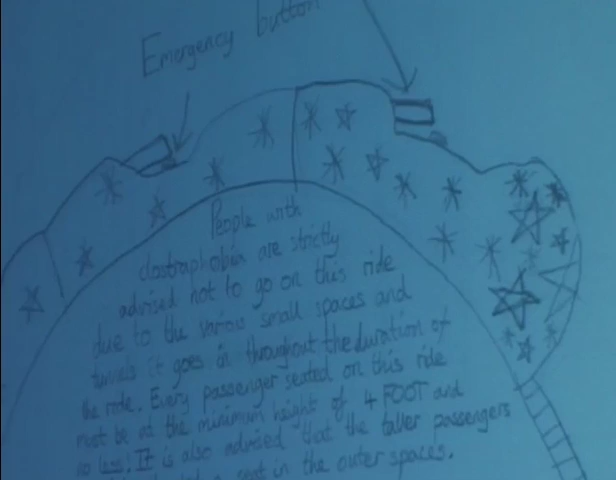 Emergency button
People with
clostraphobia are strictly
advised not to go on this ride
due to the various small spaces and
tunnels it goes in throughout the duration of
the ride. Every passenger seated on this ride
must be at the minimum height of 4 FOOT and
no less! It is also advised that the taller passengers
seat in the outer spaces.